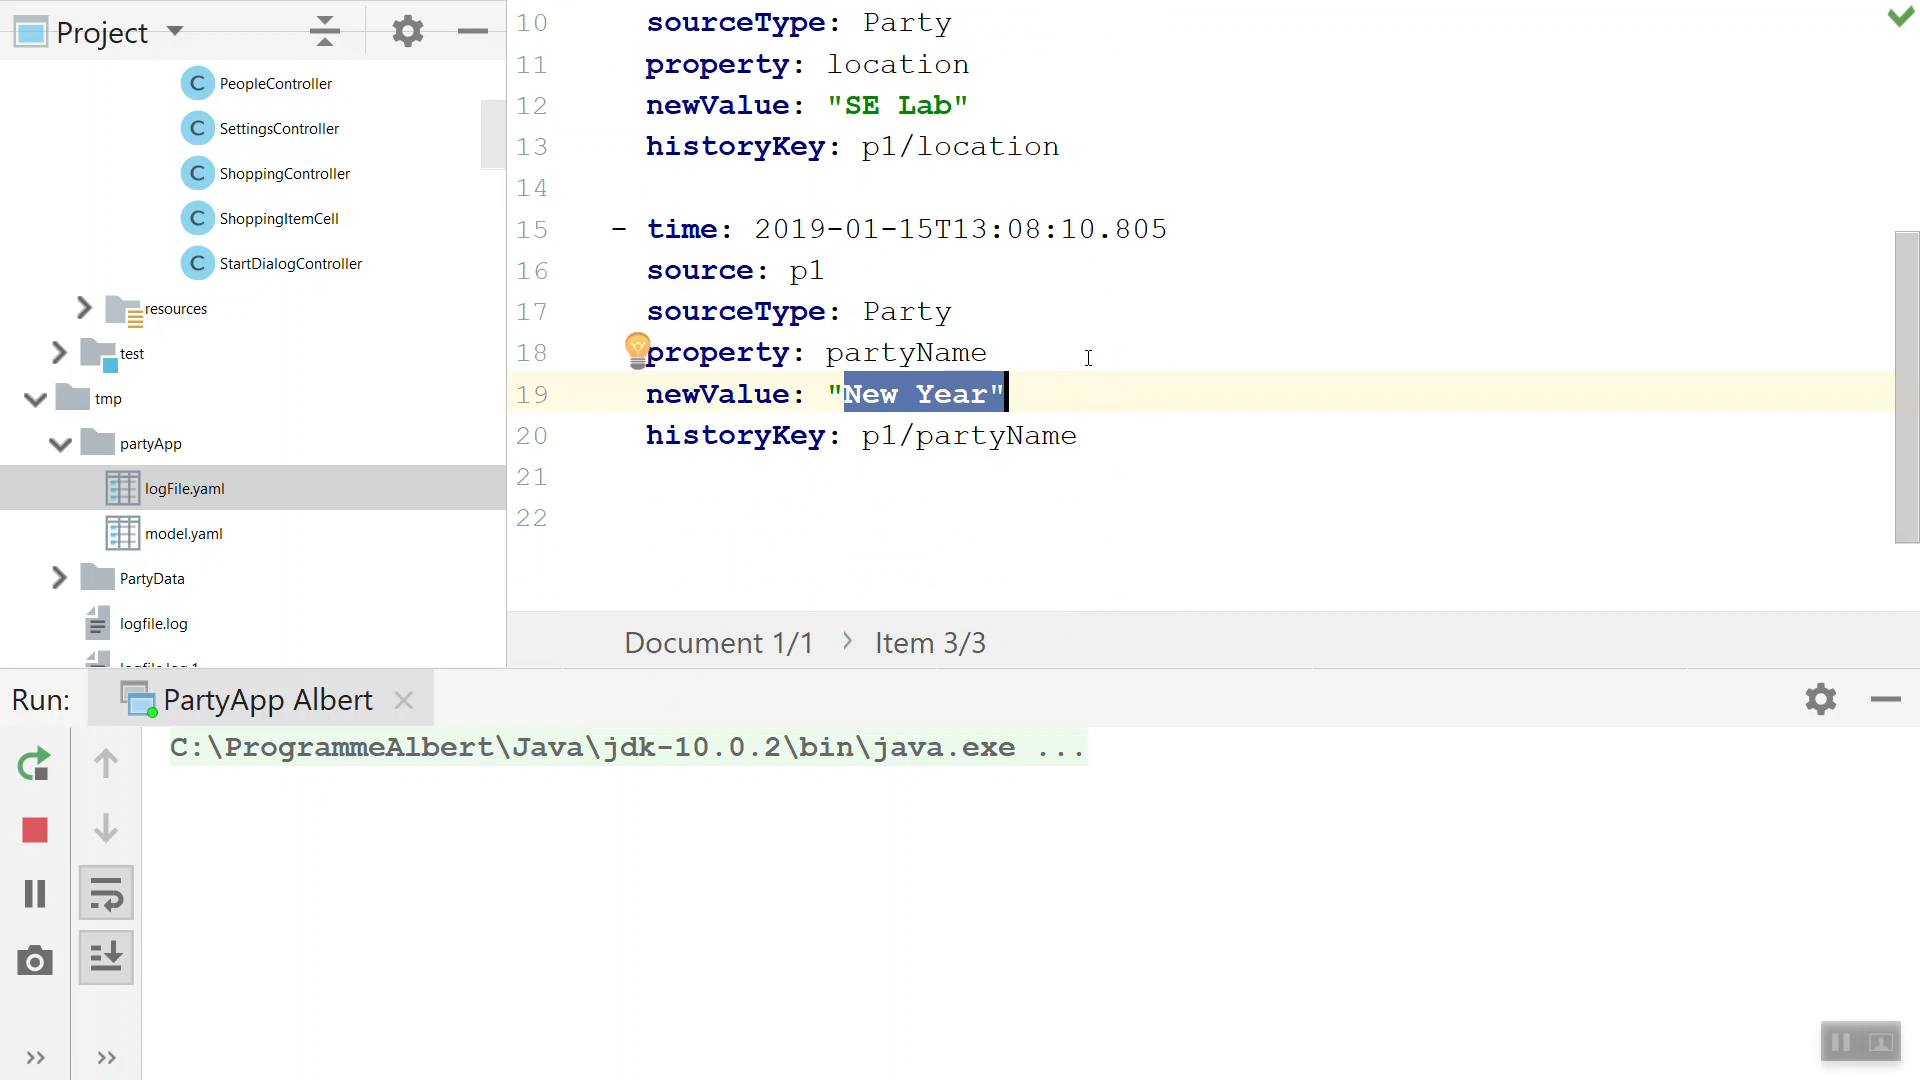 Project
PeopleController
SettingsController
ShoppingController
ShoppingItemCell
StartDialogController
resources
test
tmp
partyApp
logFile.yaml
model.yaml
PartyData
logfile.log
10 sourceType: Party
11 property: location
12 newValue: "SE Lab"
13 historyKey: p1/location
14
15 - time: 2019-01-15T13:08:10.805
16 source: p1
17 sourceType: Party
18 property: partyName
19 newValue: "New Year"
20 historyKey: p1/partyName
21
22
Document 1/1 › Item 3/3
Run: PartyApp Albert
C:\ProgrammeAlbert\Java\jdk-10.0.2\bin\java.exe ...